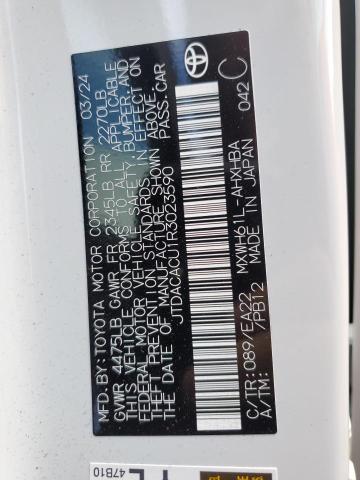 MFD. BY: TOYOTA MOTOR CORPORATION 03/24
GVWR 4475LB GAWR FR 2345LB RR 2270LB
THIS VEHICLE CONFORMS TO ALL APPLICABLE
FEDERAL MOTOR VEHICLE SAFETY, BUMPER, AND
THEFT PREVENTION STANDARDS IN EFFECT ON
THE DATE OF MANUFACTURE SHOWN ABOVE.
JTDACACU1R3023590 PASS.CAR
C/TR: 089/EA22 MXWH61L-AHXHBA
A/TM: /PB12 MADE IN JAPAN 042 C
47B10